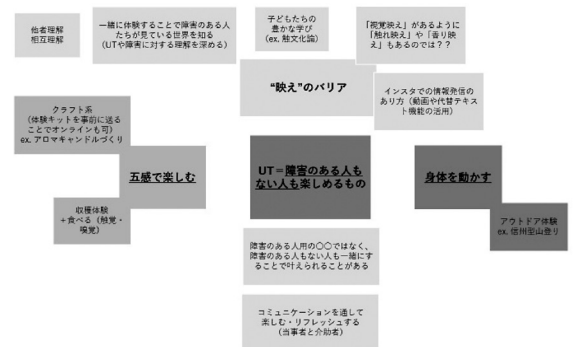 他者理解
相互理解
一緒に体験することで障害のある人
たちが見ている世界を知る
(UTや障害に対する理解を深める)
子どもたちの
豊かな学び
(ex. 触文化論)
「視覚映え」があるように
「触れ映え」や「香り映
え」もあるのでは？？
“映え”のバリア
インスタでの情報発信の
あり方（動画や代替テキスト
機能の活用）
クラフト系
（体験キットを事前に送る
ことでオンラインも可）
ex. アロマキャンドルづくり
五感で楽しむ
UT＝障害のある人も
ない人も楽しめるもの
身体を動かす
収穫体験
＋食べる（触覚・
嗅覚）
アウトドア体験
ex. 信州型山登り
障害のある人用の〇〇ではなく、
障害のある人もない人も一緒にす
ることで叶えられることがある
コミュニケーションを通して
楽しむ・リフレッシュする
（当事者と介助者）